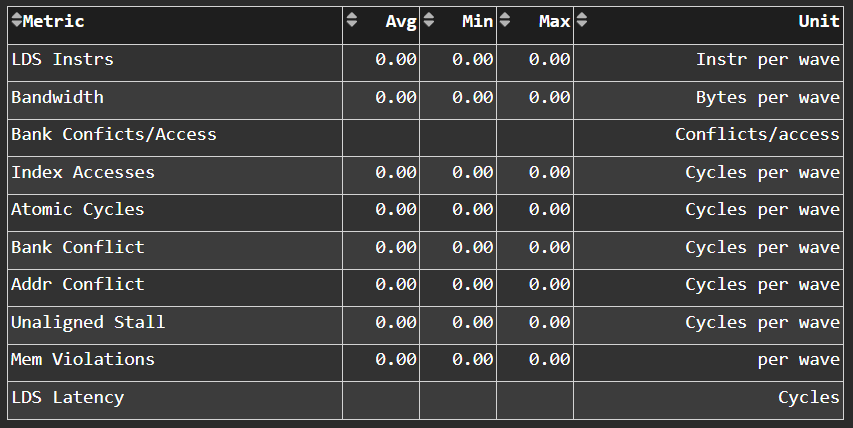 Metric Avg Min Max Unit
LDS Instrs 0.00 0.00 0.00 Instr per wave
Bandwidth 0.00 0.00 0.00 Bytes per wave
Bank Conficts/Access Conflicts/access
Index Accesses 0.00 0.00 0.00 Cycles per wave
Atomic Cycles 0.00 0.00 0.00 Cycles per wave
Bank Conflict 0.00 0.00 0.00 Cycles per wave
Addr Conflict 0.00 0.00 0.00 Cycles per wave
Unaligned Stall 0.00 0.00 0.00 Cycles per wave
Mem Violations 0.00 0.00 0.00 per wave
LDS Latency Cycles